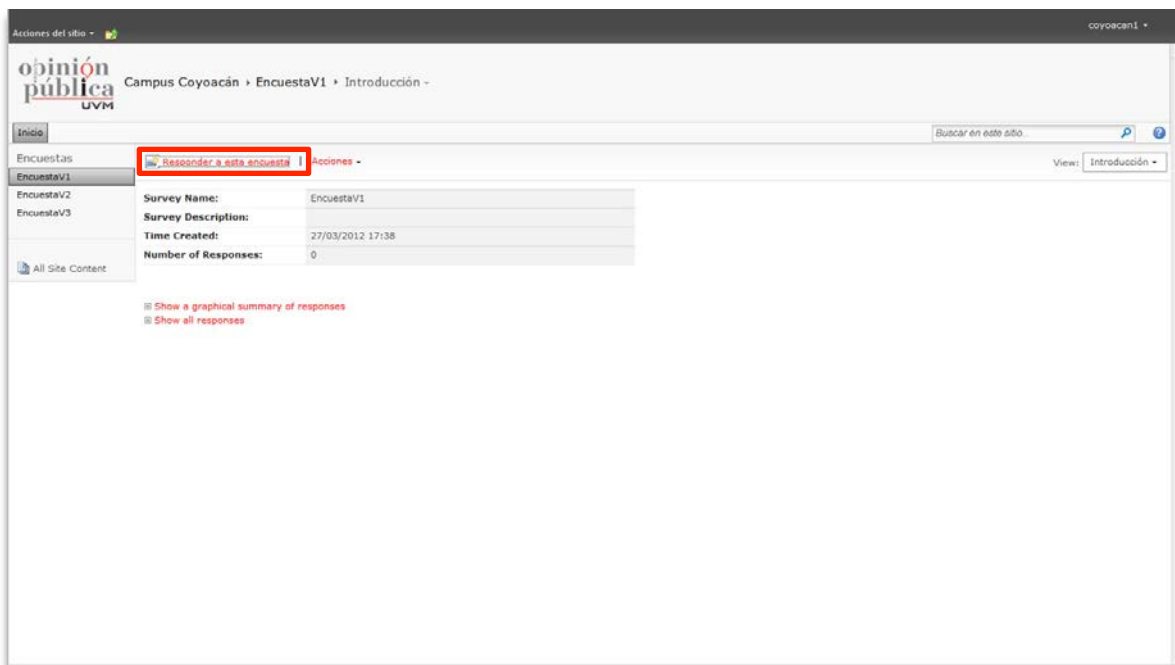 coyoacan1
Acciones del sitio
opinión
pública
UVM
Campus Coyoacán › EncuestaV1 › Introducción
Inicio
Buscar en este sitio...
Encuestas
Responder a esta encuesta | Acciones
View: Introducción
EncuestaV1
EncuestaV2
EncuestaV3
All Site Content
Survey Name: EncuestaV1
Survey Description:
Time Created: 27/03/2012 17:38
Number of Responses: 0
Show a graphical summary of responses
Show all responses